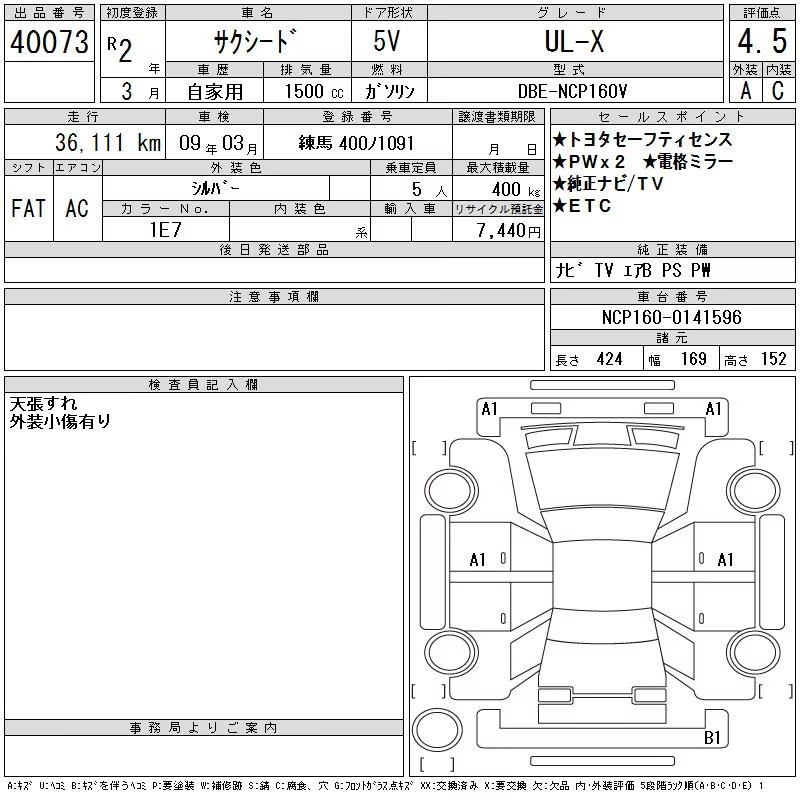 出品番号 初度登録 車名 ドア形状 グレード 評価点
40073 R2年 サクシード 5V UL-X 4.5
車歴 排気量 燃料 型式 外装 内装
3月 自家用 1500cc ガソリン DBE-NCP160V A C
走行 車検 登録番号 譲渡書類期限 セールスポイント
36,111 km 09年03月 練馬 400ﾉ1091 月 日
★トヨタセーフティセンス
★PWx2 ★電格ミラー
★純正ナビ/TV
★ETC
シフト エアコン 外装色 乗車定員 最大積載量
FAT AC シルバー 5人 400kg
カラーNo. 内装色 輸入車 リサイクル預託金
1E7 系 7,440円
後日発送部品 純正装備
ナビ TV エアB PS PW
注意事項欄 車台番号
NCP160-0141596
諸元
長さ 424 幅 169 高さ 152
検査員記入欄
天張すれ
外装小傷有り
A1 A1
A1 A1
B1
事務局よりご案内
A:ｷｽﾞ U:ﾍｺﾐ B:ｷｽﾞを伴うﾍｺﾐ P:要塗装 W:補修跡 S:錆 C:腐食、穴 G:ﾌﾛﾝﾄｶﾞﾗｽ点ｷｽﾞ XX:交換済み X:要交換 欠:欠品 内・外装評価 5段階ﾗﾝｸ順(A・B・C・D・E) 1